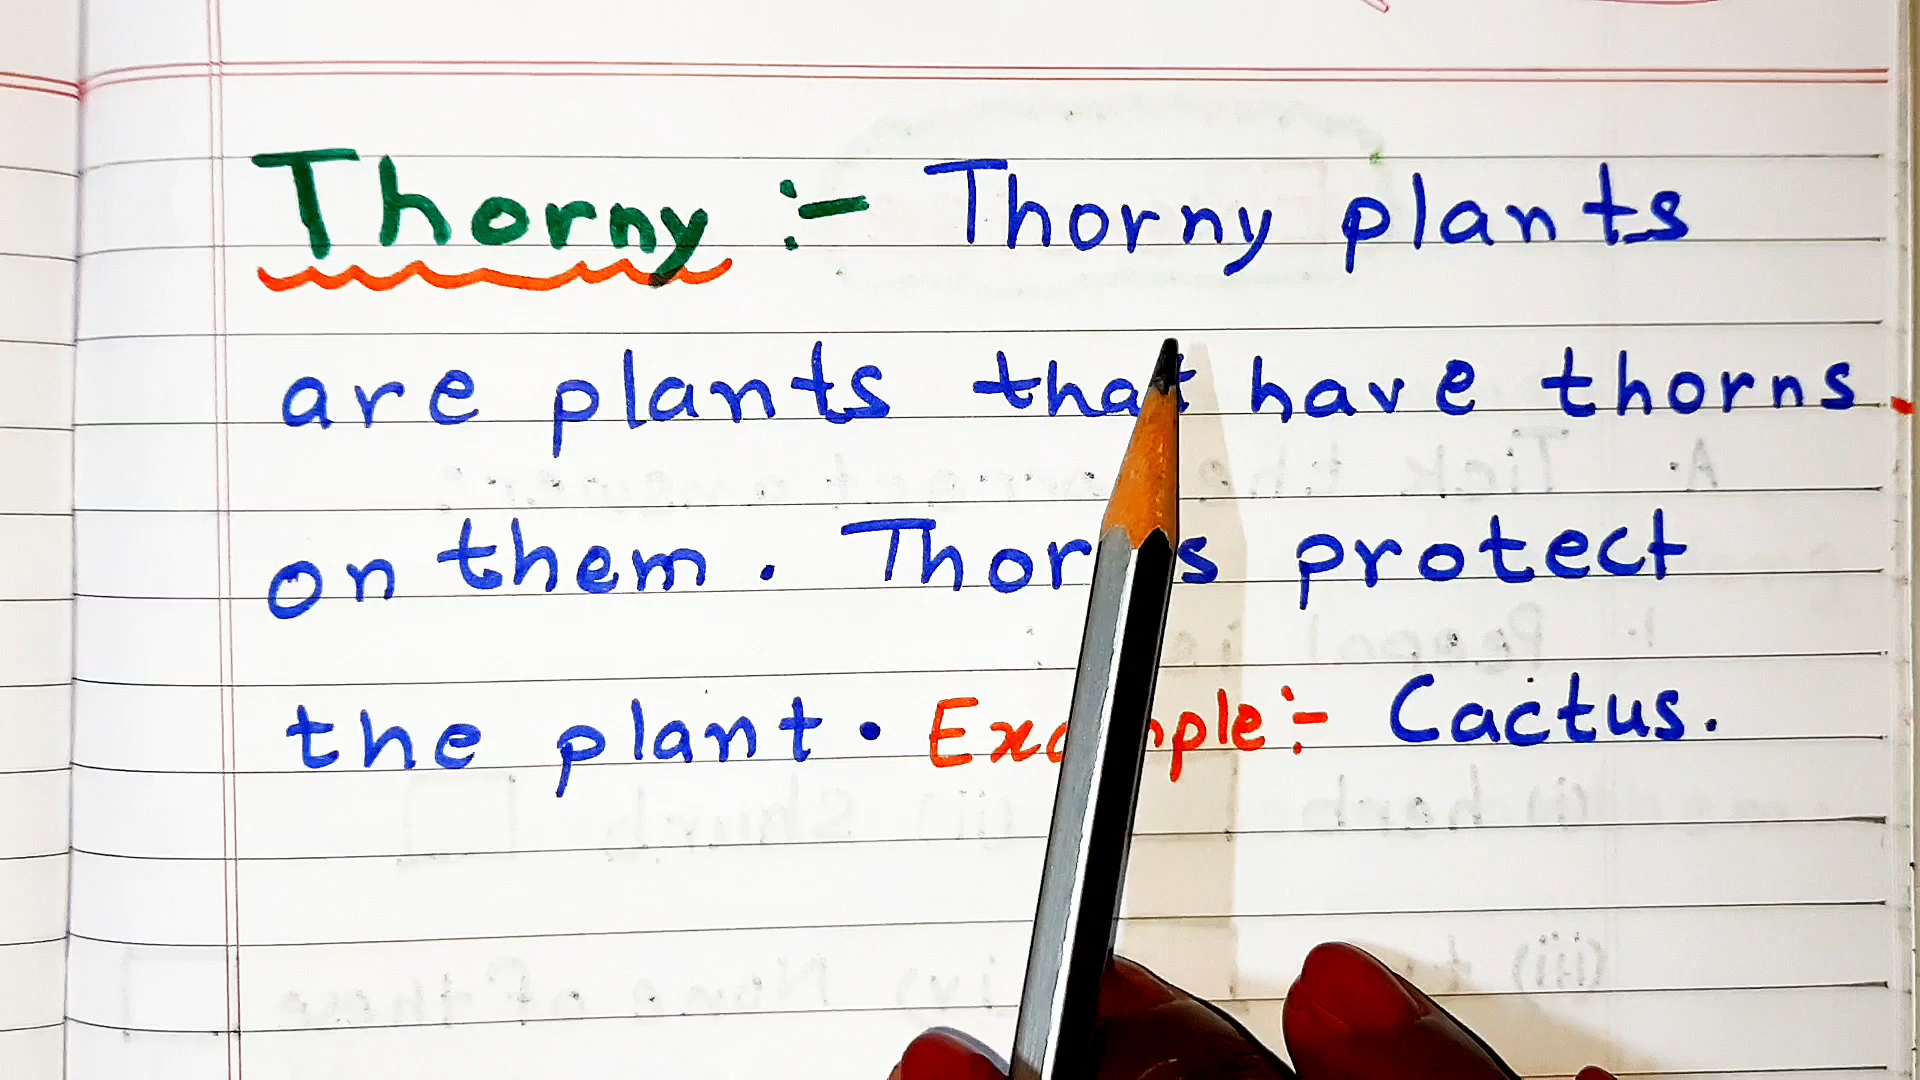 Thorny :- Thorny plants
are plants that have thorns
on them. Thorns protect
the plant. Example:- Cactus.